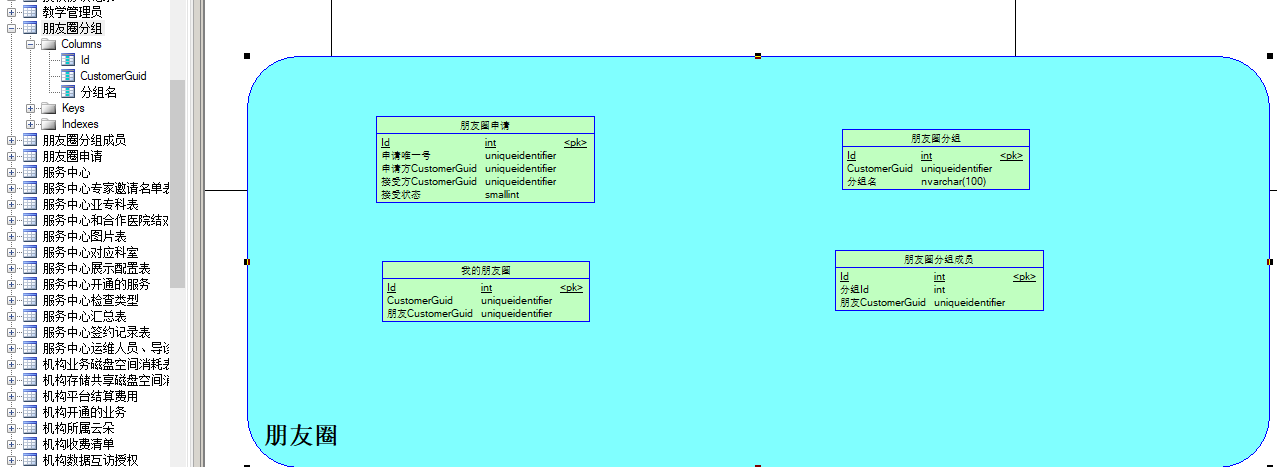 教学管理员
朋友圈分组
Columns
Id
CustomerGuid
分组名
Keys
Indexes
朋友圈分组成员
朋友圈申请
服务中心
服务中心专家邀请名单表
服务中心亚专科表
服务中心和合作医院结对
服务中心图片表
服务中心对应科室
服务中心展示配置表
服务中心开通的服务
服务中心检查类型
服务中心汇总表
服务中心签约记录表
服务中心运维人员、导诊
机构业务磁盘空间消耗表
机构存储共享磁盘空间消
机构平台结算费用
机构开通的业务
机构所属云朵
机构收费清单
机构数据互访授权
朋友圈申请
Id int <pk>
申请唯一号 uniqueidentifier
申请方CustomerGuid uniqueidentifier
接受方CustomerGuid uniqueidentifier
接受状态 smallint
朋友圈分组
Id int <pk>
CustomerGuid uniqueidentifier
分组名 nvarchar(100)
我的朋友圈
Id int <pk>
CustomerGuid uniqueidentifier
朋友CustomerGuid uniqueidentifier
朋友圈分组成员
Id int <pk>
分组Id int
朋友CustomerGuid uniqueidentifier
朋友圈